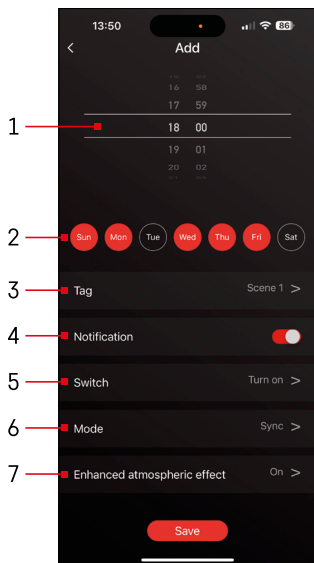 13:50 86
< Add
16 58
17 59
1 18 00
19 01
20 02
2 Sun Mon Tue Wed Thu Fri Sat
3 Tag Scene 1 >
4 Notification
5 Switch Turn on >
6 Mode Sync >
7 Enhanced atmospheric effect On >
Save